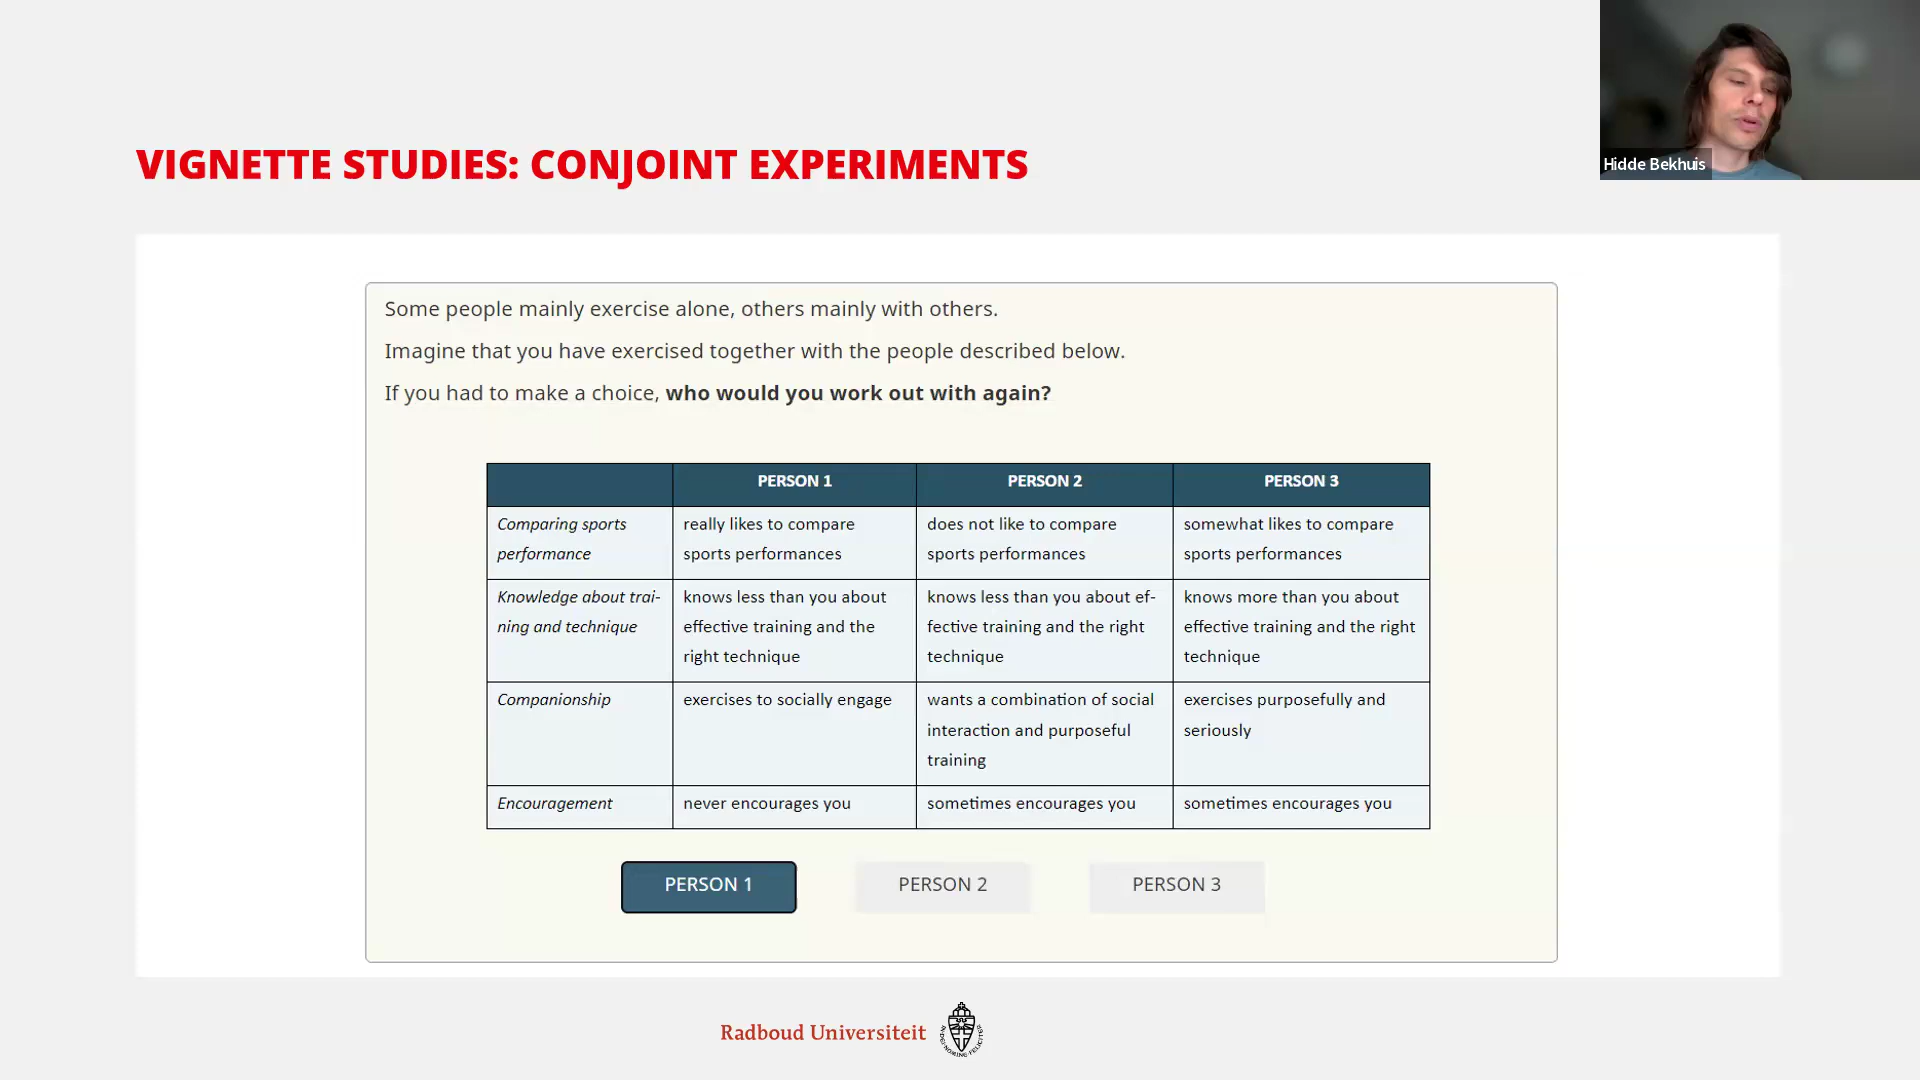 VIGNETTE STUDIES: CONJOINT EXPERIMENTS
Hidde Bekhuis
Some people mainly exercise alone, others mainly with others.
Imagine that you have exercised together with the people described below.
If you had to make a choice, who would you work out with again?
PERSON 1
PERSON 2
PERSON 3
Comparing sports
performance
really likes to compare
sports performances
does not like to compare
sports performances
somewhat likes to compare
sports performances
Knowledge about trai-
ning and technique
knows less than you about
effective training and the
right technique
knows less than you about ef-
fective training and the right
technique
knows more than you about
effective training and the right
technique
Companionship
exercises to socially engage
wants a combination of social
interaction and purposeful
training
exercises purposefully and
seriously
Encouragement
never encourages you
sometimes encourages you
sometimes encourages you
PERSON 1
PERSON 2
PERSON 3
Radboud Universiteit